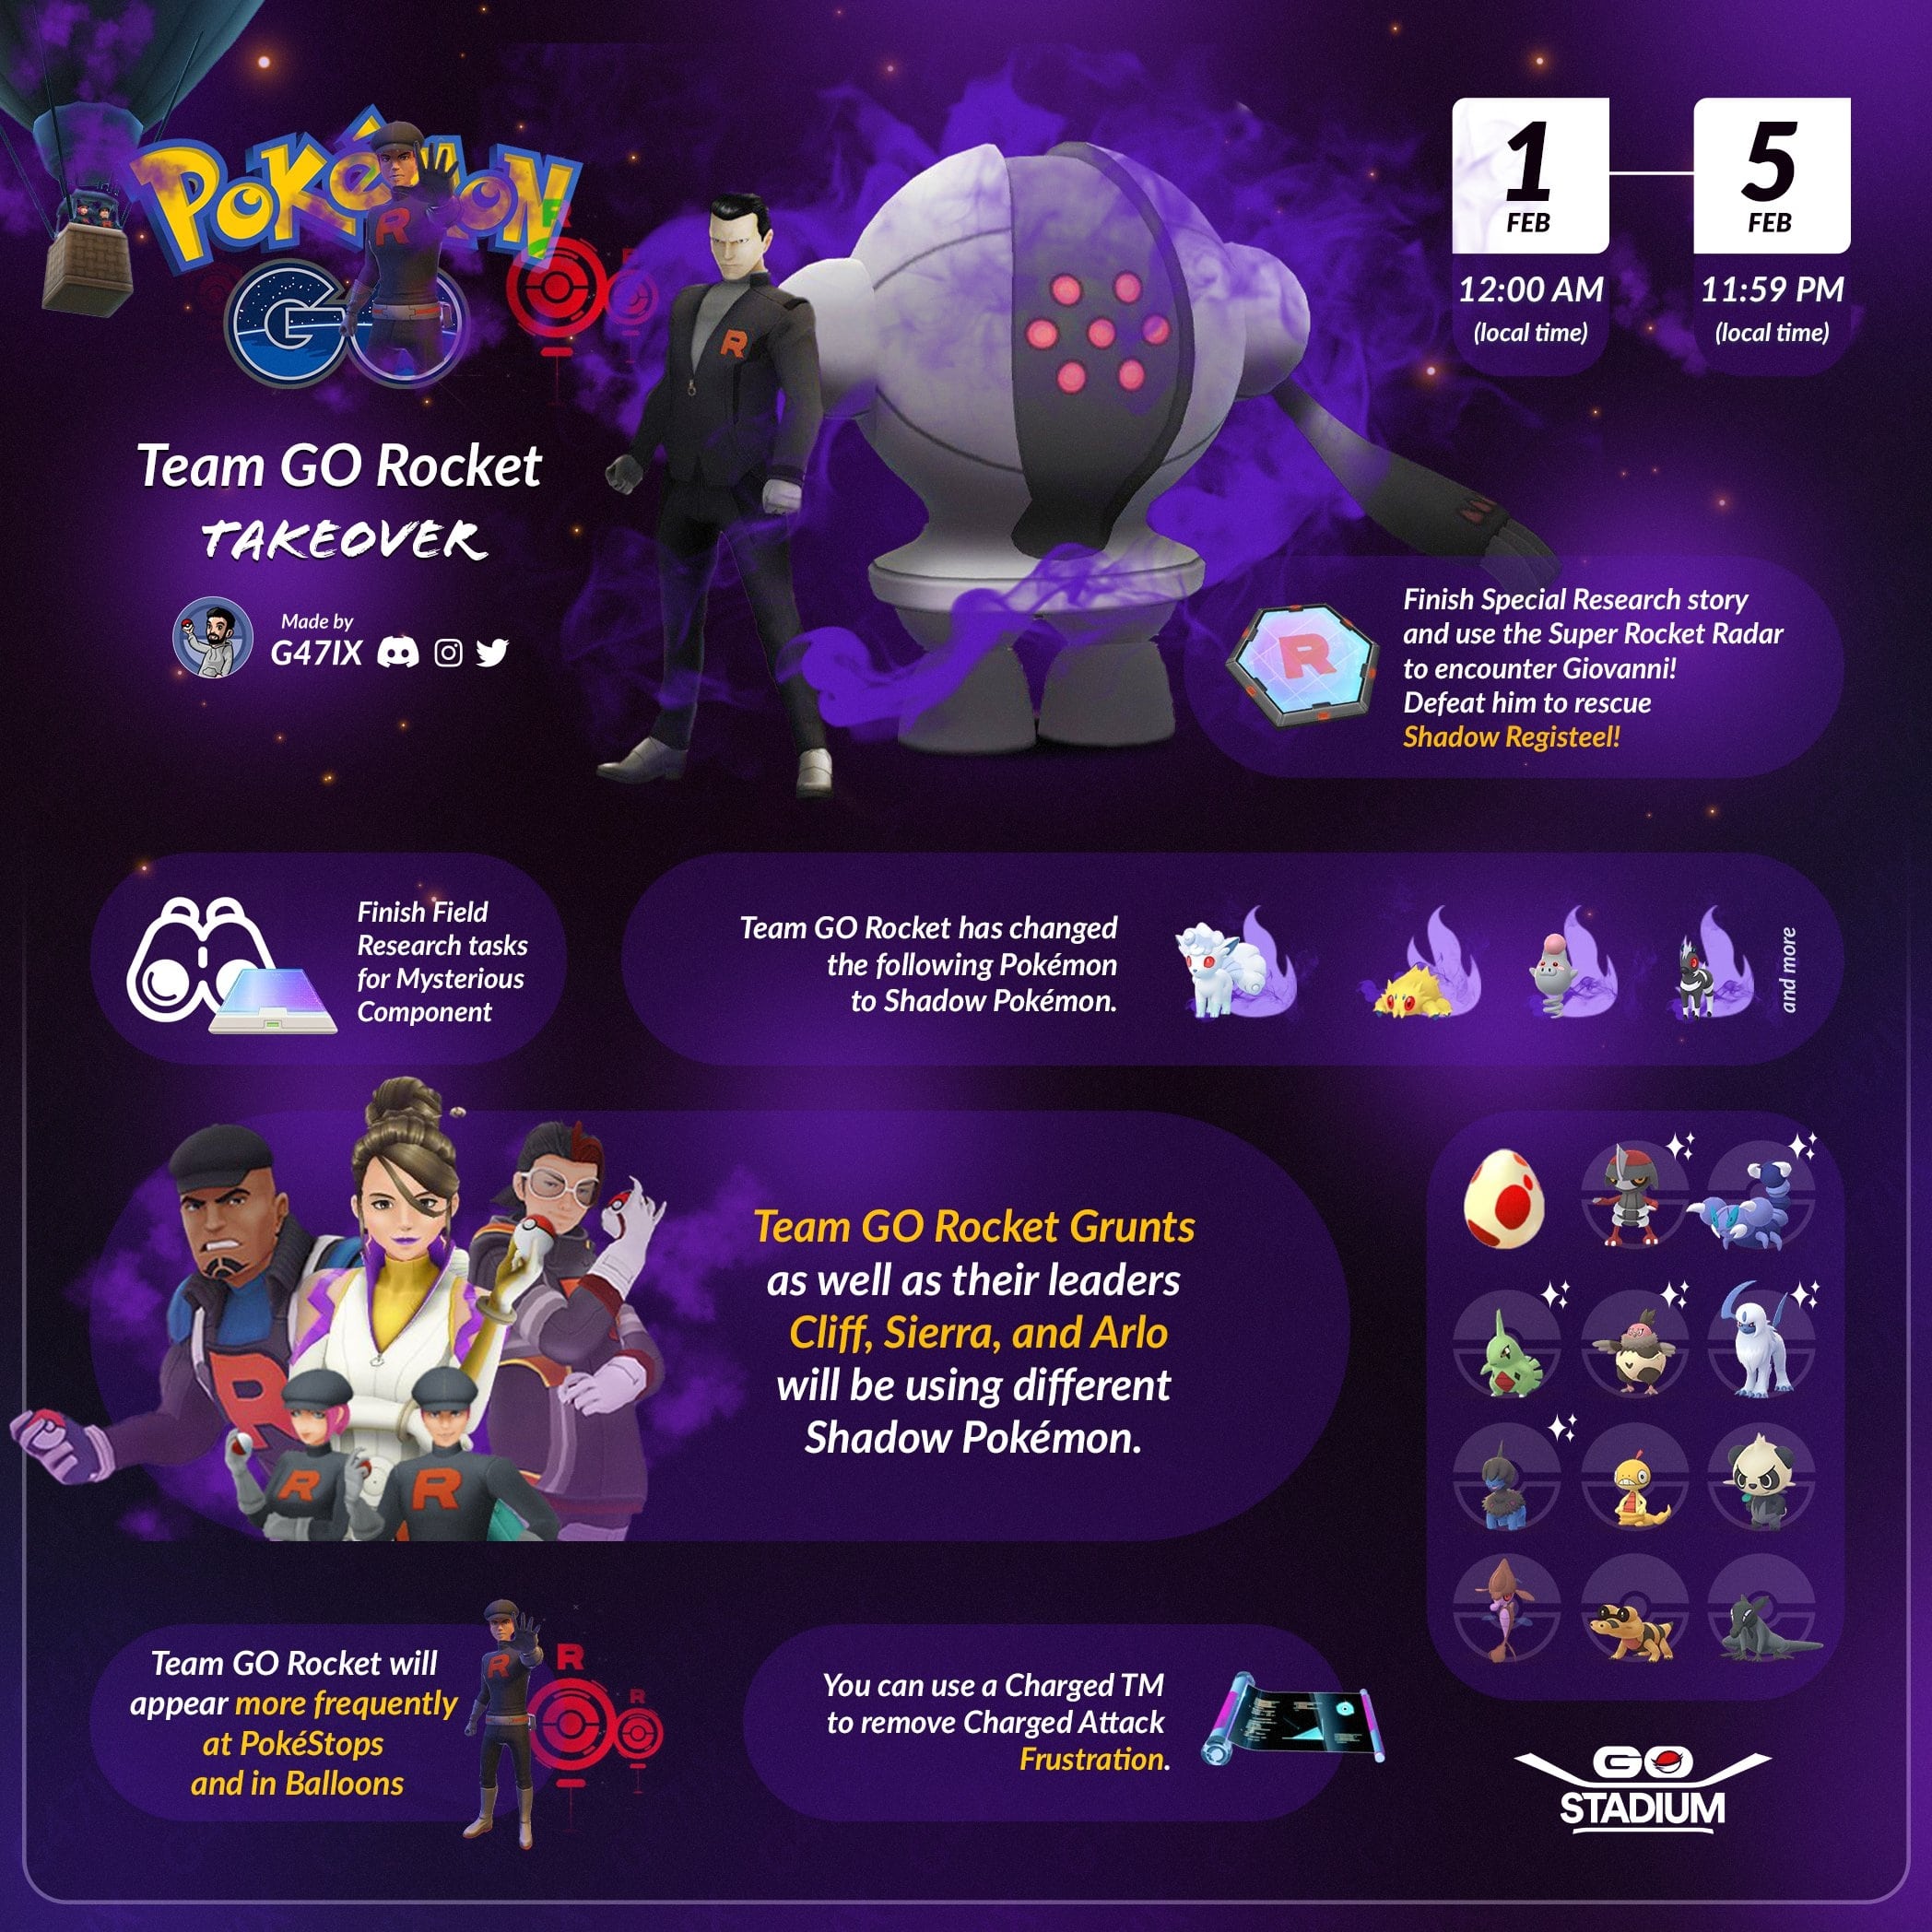 POKéMON
GO
Team GO Rocket
TAKEOVER
Made by
G47IX
1
FEB
12:00 AM
(local time)
5
FEB
11:59 PM
(local time)
R
R
Finish Special Research story
and use the Super Rocket Radar
to encounter Giovanni!
Defeat him to rescue
Shadow Registeel!
Finish Field
Research tasks
for Mysterious
Component
Team GO Rocket has changed
the following Pokémon
to Shadow Pokémon.
and more
Team GO Rocket Grunts
as well as their leaders
Cliff, Sierra, and Arlo
will be using different
Shadow Pokémon.
R
R
R
Team GO Rocket will
appear more frequently
at PokéStops
and in Balloons
R
R
R
You can use a Charged TM
to remove Charged Attack
Frustration.
GO
STADIUM